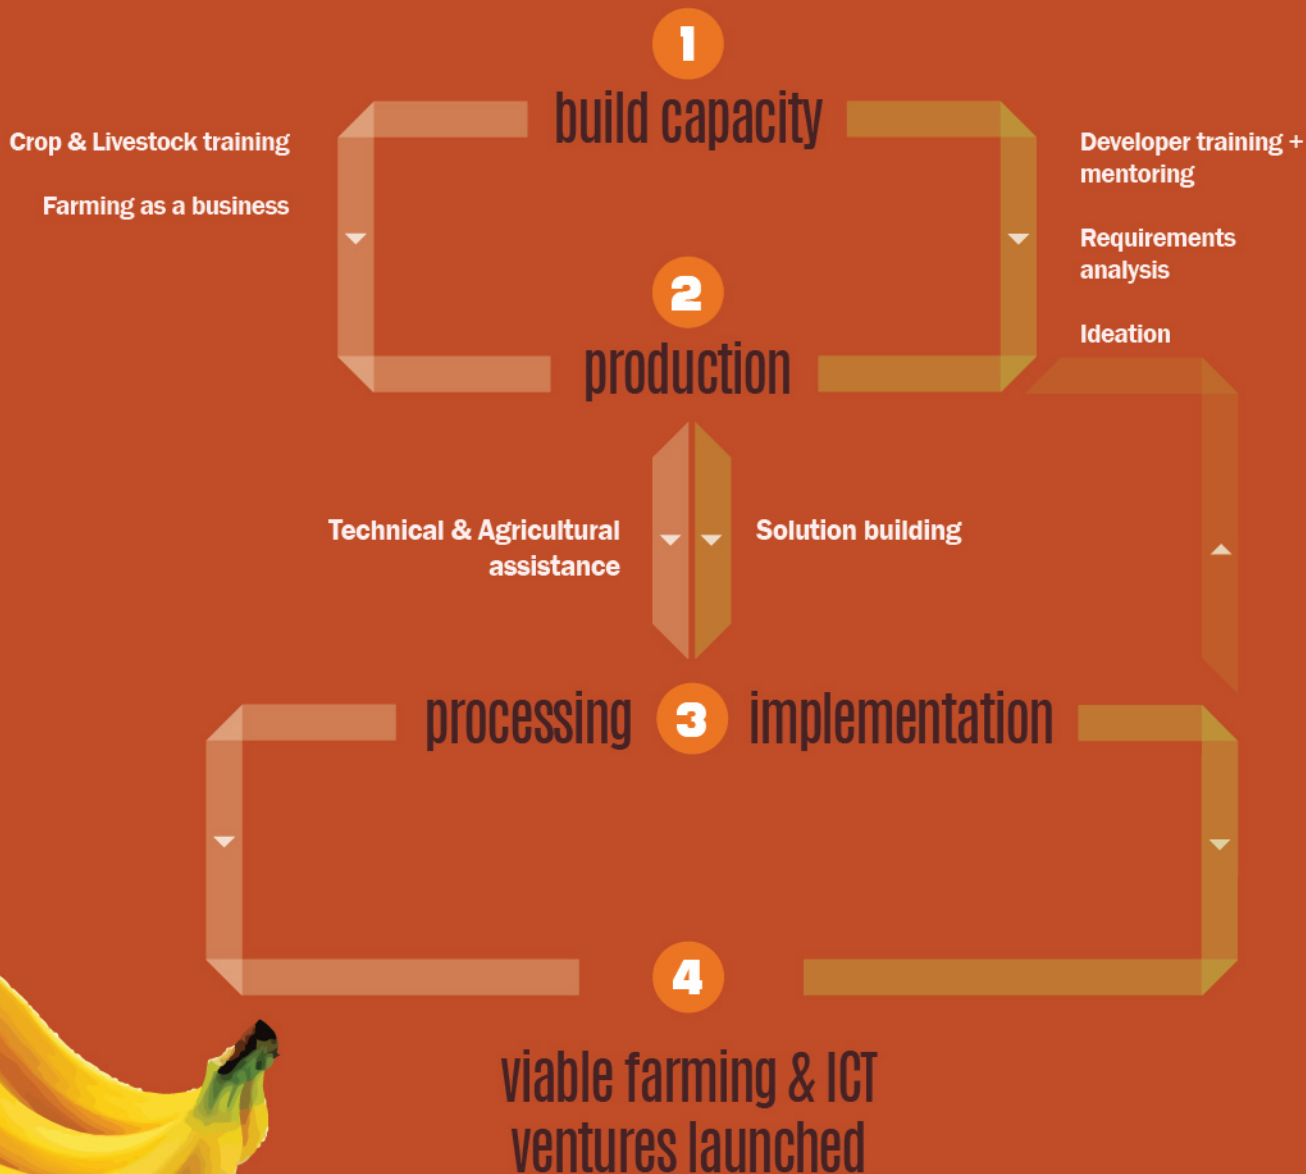 1
build capacity
Crop & Livestock training
Farming as a business
Developer training +
mentoring
Requirements
analysis
Ideation
2
production
Technical & Agricultural
assistance
Solution building
processing 3 implementation
4
viable farming & ICT
ventures launched